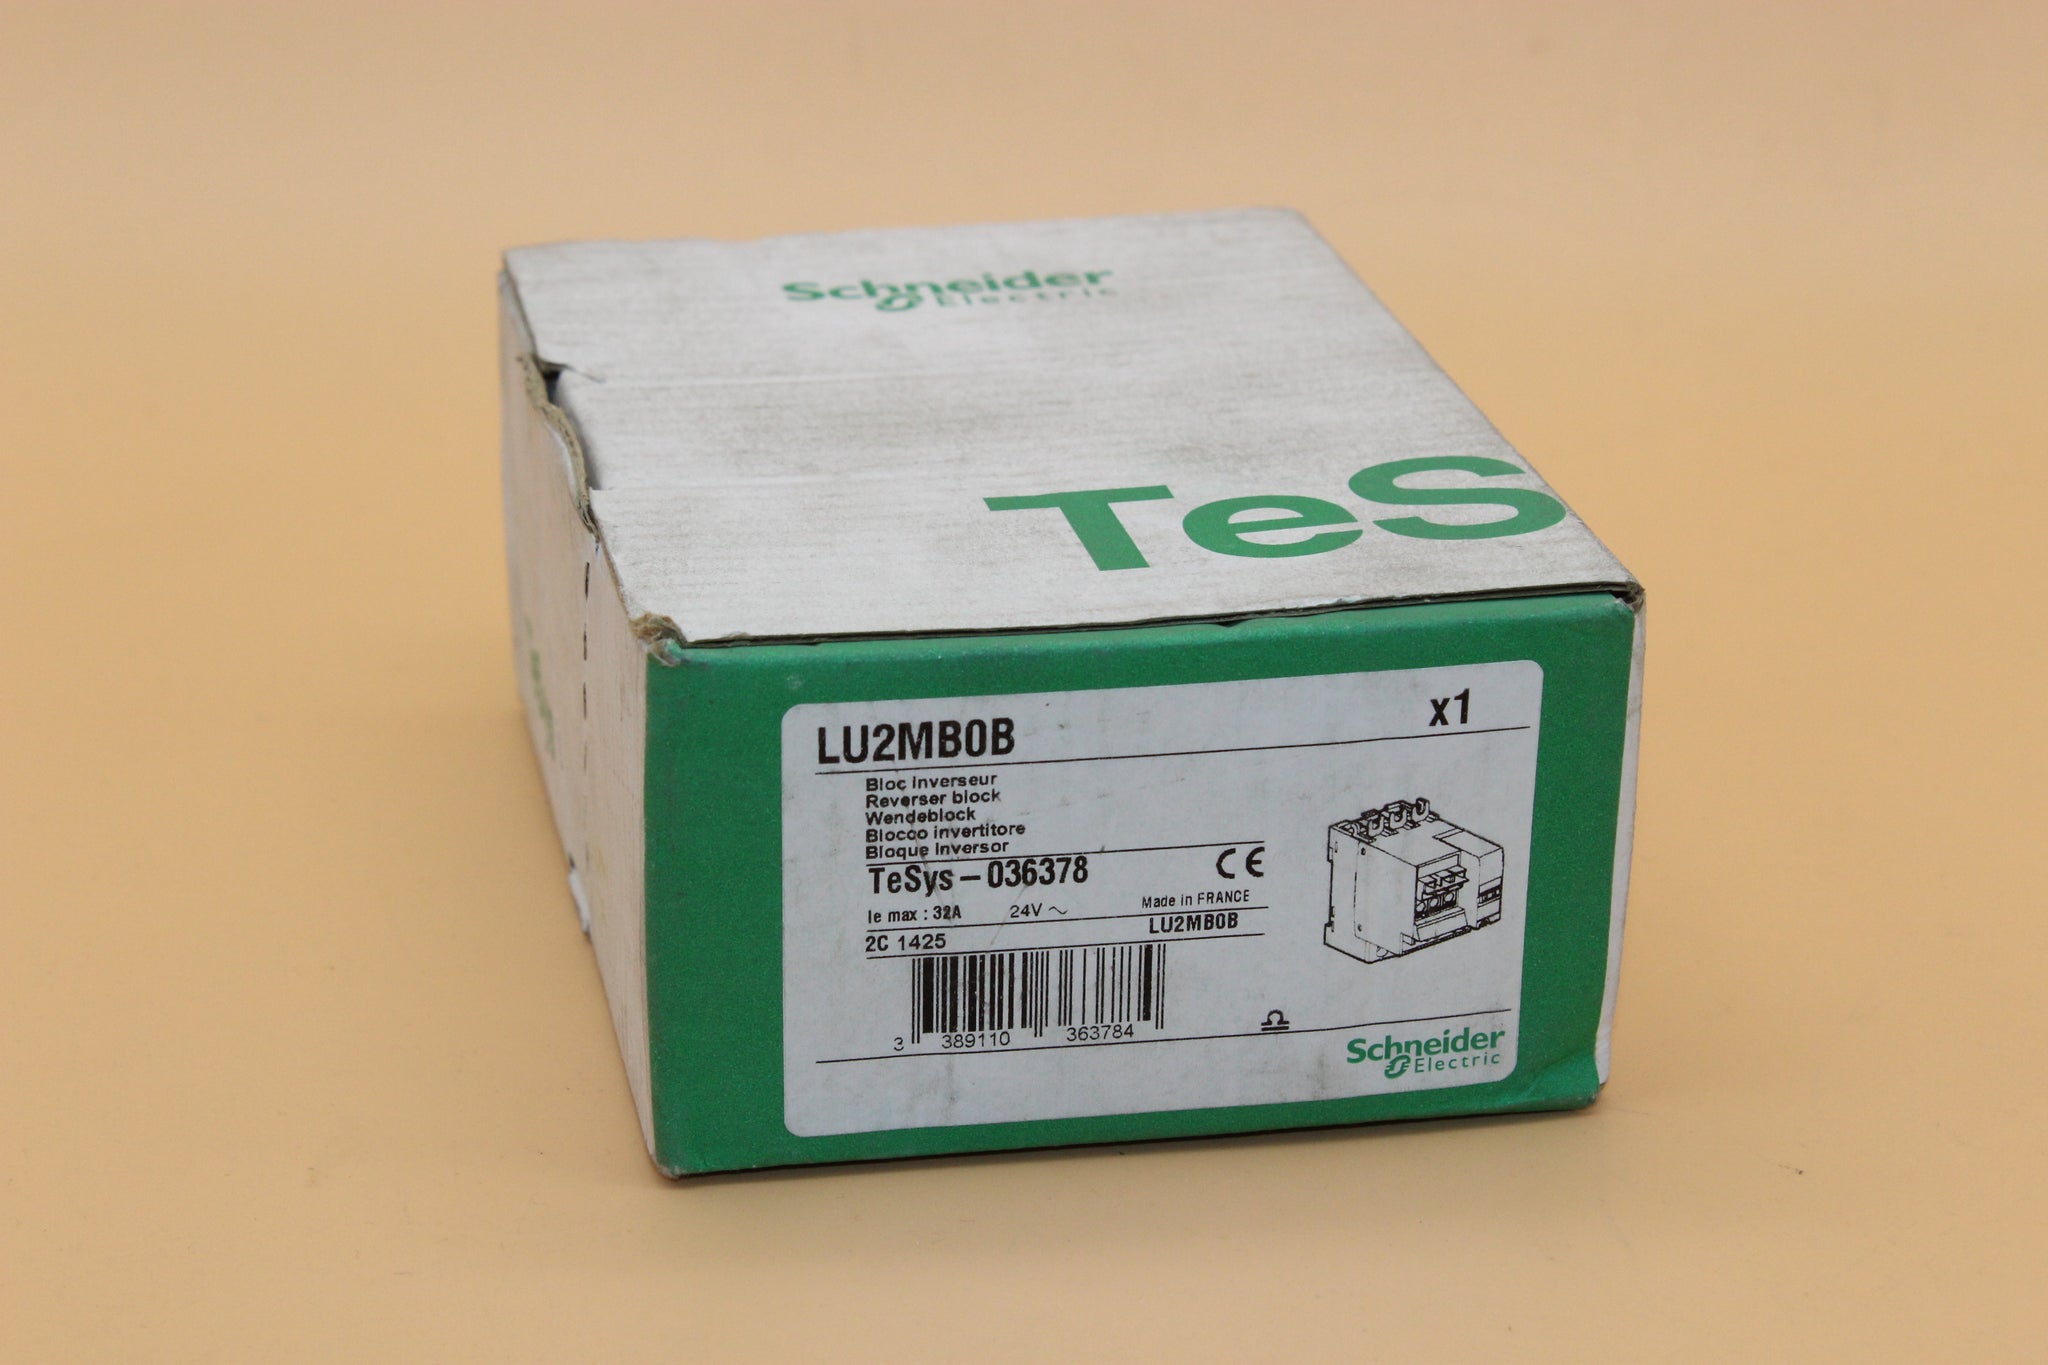 Schneider
Electric
TeS
LU2MB0B x1
Bloc inverseur
Reverser block
Wendeblock
Blocco invertitore
Bloque inversor
TeSys-036378 CE
Ie max : 32A 24V ~ Made in FRANCE
2C 1425 LU2MB0B
3 389110 363784
Schneider
Electric